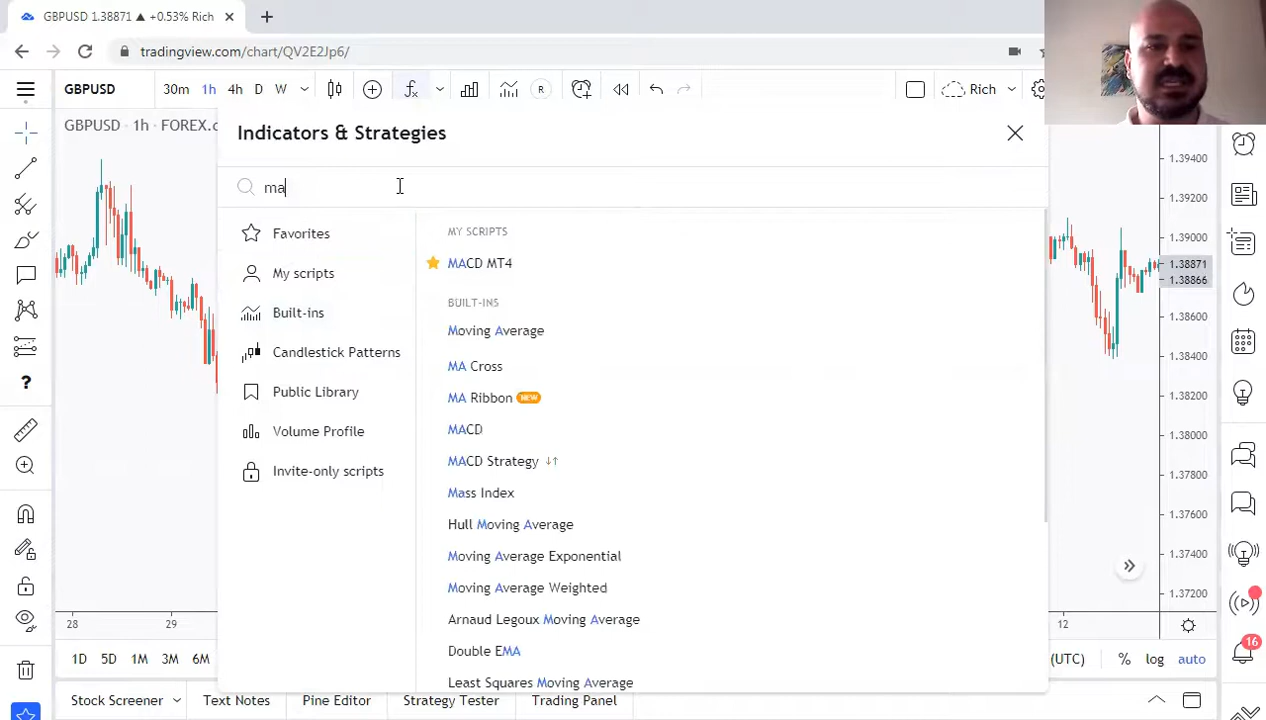 GBPUSD 1.38871 ▲ +0.53% Rich
tradingview.com/chart/QV2E2Jp6/
GBPUSD 30m 1h 4h D W R Rich
GBPUSD · 1h · FOREX.c
Indicators & Strategies
ma
Favorites
My scripts
Built-ins
Candlestick Patterns
Public Library
Volume Profile
Invite-only scripts
MY SCRIPTS
MACD MT4
BUILT-INS
Moving Average
MA Cross
MA Ribbon NEW
MACD
MACD Strategy
Mass Index
Hull Moving Average
Moving Average Exponential
Moving Average Weighted
Arnaud Legoux Moving Average
Double EMA
Least Squares Moving Average
1.39400
1.39200
1.39000
1.38871
1.38866
1.38600
1.38400
1.38200
1.38000
1.37800
1.37600
1.37400
1.37200
28 29 12
1D 5D 1M 3M 6M (UTC) % log auto
16
Stock Screener Text Notes Pine Editor Strategy Tester Trading Panel